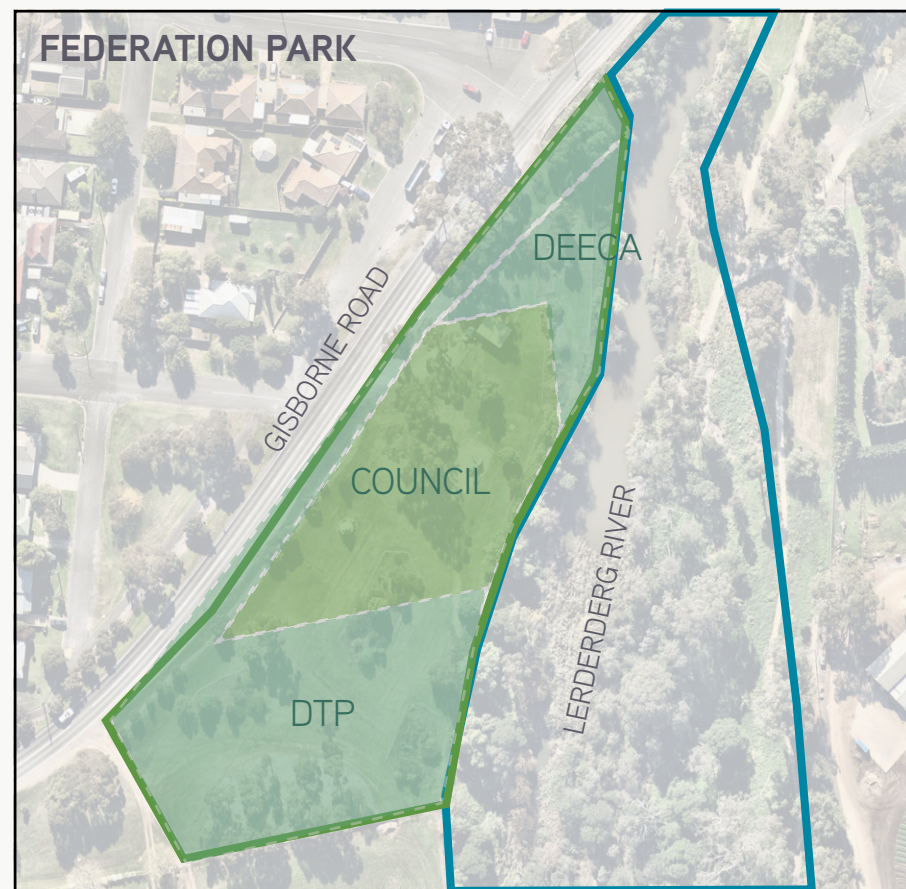 FEDERATION PARK
DEECA
GISBORNE ROAD
COUNCIL
LERDERDERG RIVER
DTP